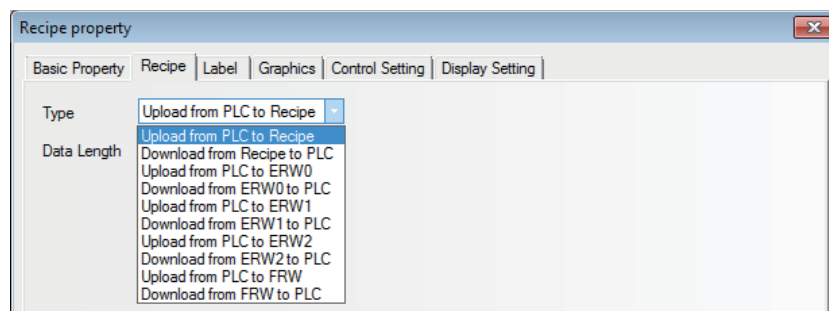 Recipe property
Basic Property Recipe Label Graphics Control Setting Display Setting
Type Upload from PLC to Recipe
Upload from PLC to Recipe
Data Length Download from Recipe to PLC
Upload from PLC to ERW0
Download from ERW0 to PLC
Upload from PLC to ERW1
Download from ERW1 to PLC
Upload from PLC to ERW2
Download from ERW2 to PLC
Upload from PLC to FRW
Download from FRW to PLC